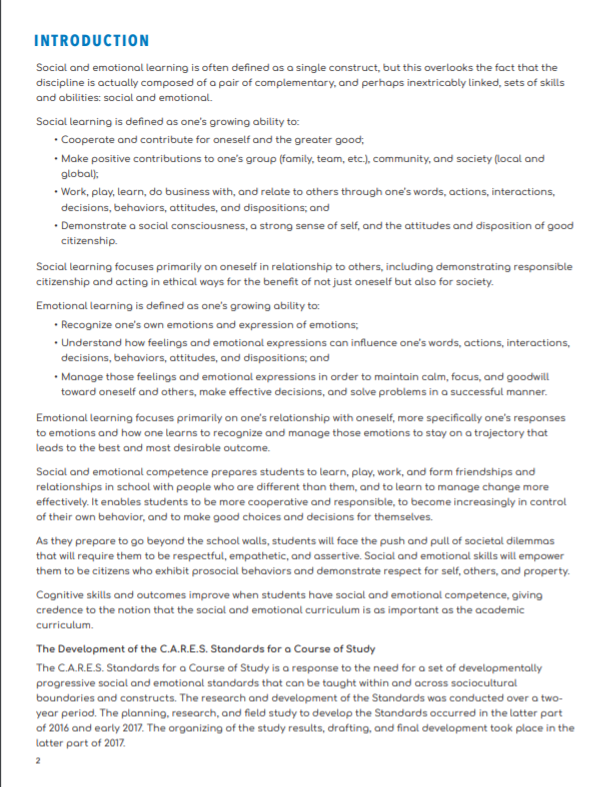 INTRODUCTION
Social and emotional learning is often defined as a single construct, but this overlooks the fact that the
discipline is actually composed of a pair of complementary, and perhaps inextricably linked, sets of skills
and abilities: social and emotional.
Social learning is defined as one's growing ability to:
• Cooperate and contribute for oneself and the greater good;
• Make positive contributions to one's group (family, team, etc.), community, and society (local and
global);
• Work, play, learn, do business with, and relate to others through one's words, actions, interactions,
decisions, behaviors, attitudes, and dispositions; and
• Demonstrate a social consciousness, a strong sense of self, and the attitudes and disposition of good
citizenship.
Social learning focuses primarily on oneself in relationship to others, including demonstrating responsible
citizenship and acting in ethical ways for the benefit of not just oneself but also for society.
Emotional learning is defined as one's growing ability to:
• Recognize one's own emotions and expression of emotions;
• Understand how feelings and emotional expressions can influence one's words, actions, interactions,
decisions, behaviors, attitudes, and dispositions; and
• Manage those feelings and emotional expressions in order to maintain calm, focus, and goodwill
toward oneself and others, make effective decisions, and solve problems in a successful manner.
Emotional learning focuses primarily on one's relationship with oneself, more specifically one's responses
to emotions and how one learns to recognize and manage those emotions to stay on a trajectory that
leads to the best and most desirable outcome.
Social and emotional competence prepares students to learn, play, work, and form friendships and
relationships in school with people who are different than them, and to learn to manage change more
effectively. It enables students to be more cooperative and responsible, to become increasingly in control
of their own behavior, and to make good choices and decisions for themselves.
As they prepare to go beyond the school walls, students will face the push and pull of societal dilemmas
that will require them to be respectful, empathetic, and assertive. Social and emotional skills will empower
them to be citizens who exhibit prosocial behaviors and demonstrate respect for self, others, and property.
Cognitive skills and outcomes improve when students have social and emotional competence, giving
credence to the notion that the social and emotional curriculum is as important as the academic
curriculum.
The Development of the C.A.R.E.S. Standards for a Course of Study
The C.A.R.E.S. Standards for a Course of Study is a response to the need for a set of developmentally
progressive social and emotional standards that can be taught within and across sociocultural
boundaries and constructs. The research and development of the Standards was conducted over a two-
year period. The planning, research, and field study to develop the Standards occurred in the latter part
of 2016 and early 2017. The organizing of the study results, drafting, and final development took place in the
latter part of 2017.
2